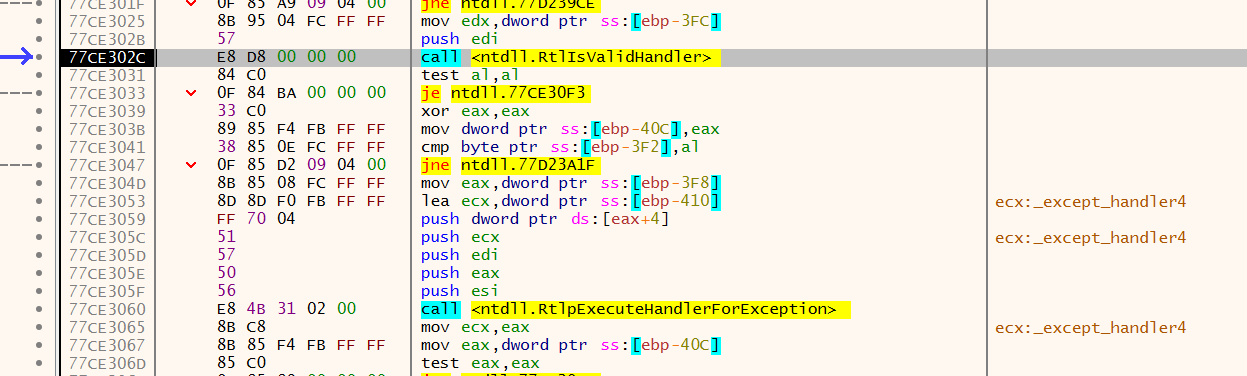 77CE301F 0F 85 A9 09 04 00 jne ntdll.77D239CE
77CE3025 8B 95 04 FC FF FF mov edx,dword ptr ss:[ebp-3FC]
77CE302B 57 push edi
77CE302C E8 D8 00 00 00 call <ntdll.RtlIsValidHandler>
77CE3031 84 C0 test al,al
77CE3033 0F 84 BA 00 00 00 je ntdll.77CE30F3
77CE3039 33 C0 xor eax,eax
77CE303B 89 85 F4 FB FF FF mov dword ptr ss:[ebp-40C],eax
77CE3041 38 85 0E FC FF FF cmp byte ptr ss:[ebp-3F2],al
77CE3047 0F 85 D2 09 04 00 jne ntdll.77D23A1F
77CE304D 8B 85 08 FC FF FF mov eax,dword ptr ss:[ebp-3F8]
77CE3053 8D 8D F0 FB FF FF lea ecx,dword ptr ss:[ebp-410] ecx:_except_handler4
77CE3059 FF 70 04 push dword ptr ds:[eax+4]
77CE305C 51 push ecx ecx:_except_handler4
77CE305D 57 push edi
77CE305E 50 push eax
77CE305F 56 push esi
77CE3060 E8 4B 31 02 00 call <ntdll.RtlpExecuteHandlerForException>
77CE3065 8B C8 mov ecx,eax ecx:_except_handler4
77CE3067 8B 85 F4 FB FF FF mov eax,dword ptr ss:[ebp-40C]
77CE306D 85 C0 test eax,eax